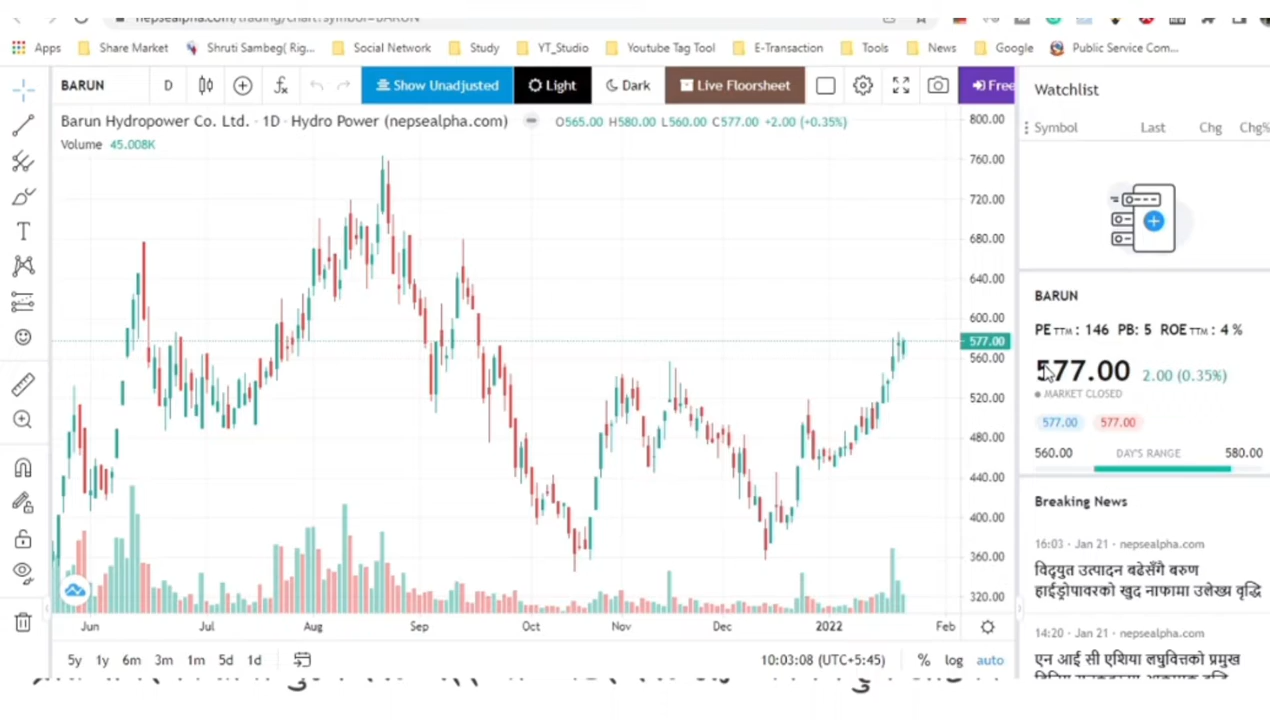 nepsealpha.com/trading/chart?symbol=BARUN
Apps Share Market Shruti Sambeg( Rig... Social Network Study YT_Studio Youtube Tag Tool E-Transaction Tools News Google Public Service Com...
BARUN D Show Unadjusted Light Dark Live Floorsheet Free
Barun Hydropower Co. Ltd. · 1D · Hydro Power (nepsealpha.com) O565.00 H580.00 L560.00 C577.00 +2.00 (+0.35%)
Volume 45.008K
800.00
760.00
720.00
680.00
640.00
600.00
577.00
560.00
520.00
480.00
440.00
400.00
360.00
320.00
Jun Jul Aug Sep Oct Nov Dec 2022 Feb
5y 1y 6m 3m 1m 5d 1d 10:03:08 (UTC+5:45) % log auto
Watchlist
Symbol Last Chg Chg%
BARUN
PE TTM : 146 PB: 5 ROE TTM : 4 %
577.00 2.00 (0.35%)
MARKET CLOSED
577.00 577.00
560.00 DAY'S RANGE 580.00
Breaking News
16:03 · Jan 21 · nepsealpha.com
विद्युत उत्पादन बढेसँगै बरुण
हाईड्रोपावरको खुद नाफामा उलेख्य वृद्धि
14:20 · Jan 21 · nepsealpha.com
एन आई सी एशिया लघुवित्तको प्रमुख